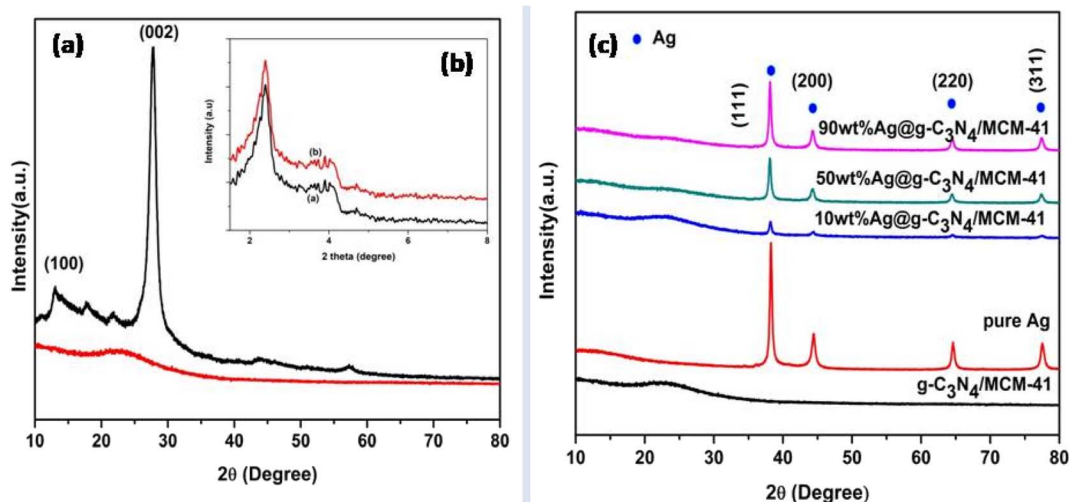 (a)
(002)
(100)
Intensity(a.u.)
10 20 30 40 50 60 70 80
2θ (Degree)
(b)
Intensity (a.u)
(b)
(a)
2 4 6 8
2 theta (degree)
(c)
Ag
(111)
(200)
(220)
(311)
90wt%Ag@g-C₃N₄/MCM-41
50wt%Ag@g-C₃N₄/MCM-41
10wt%Ag@g-C₃N₄/MCM-41
pure Ag
g-C₃N₄/MCM-41
Intensity(a.u.)
10 20 30 40 50 60 70 80
2θ (Degree)